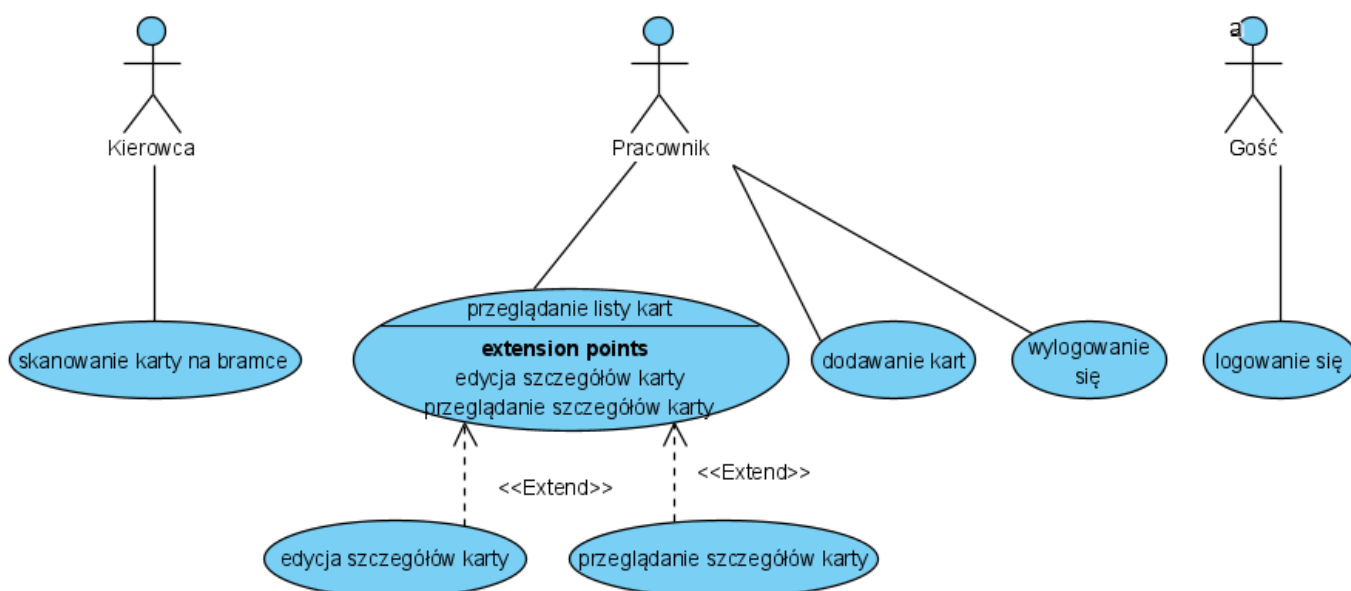 a
Kierowca
Pracownik
Gość
przeglądanie listy kart
extension points
edycja szczegółów karty
przeglądanie szczegółów karty
skanowanie karty na bramce
dodawanie kart
wylogowanie
się
logowanie się
<<Extend>>
<<Extend>>
edycja szczegółów karty
przeglądanie szczegółów karty